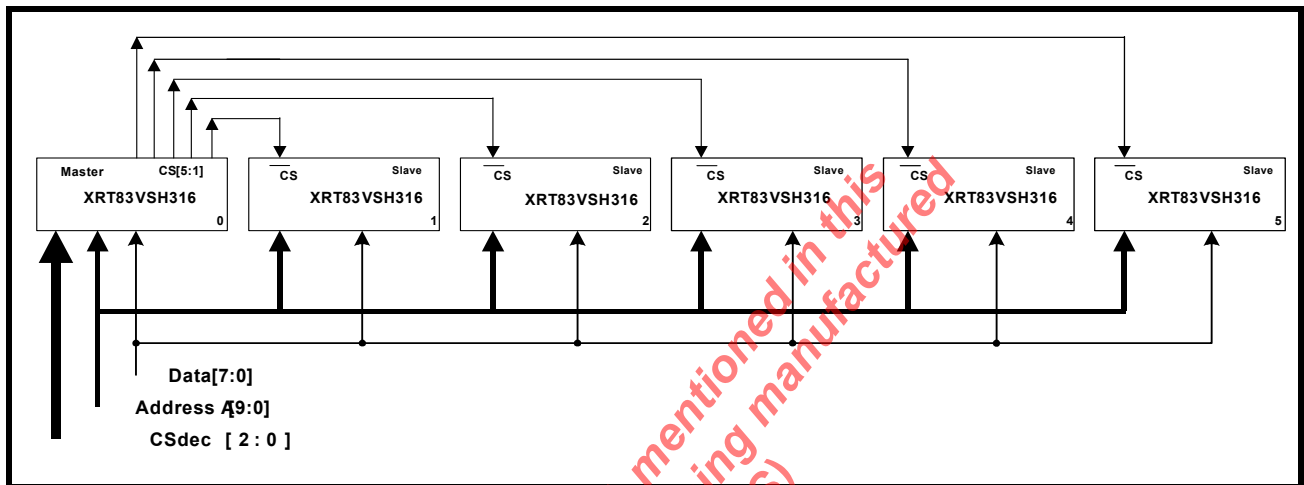 Master CS[5:1]
XRT83VSH316
0
CS Slave
XRT83VSH316
1
CS Slave
XRT83VSH316
2
CS Slave
XRT83VSH316
3
CS Slave
XRT83VSH316
4
CS Slave
XRT83VSH316
5
Data[7:0]
Address A[9:0]
CSdec [2:0]
mentioned in this
ing manufactured